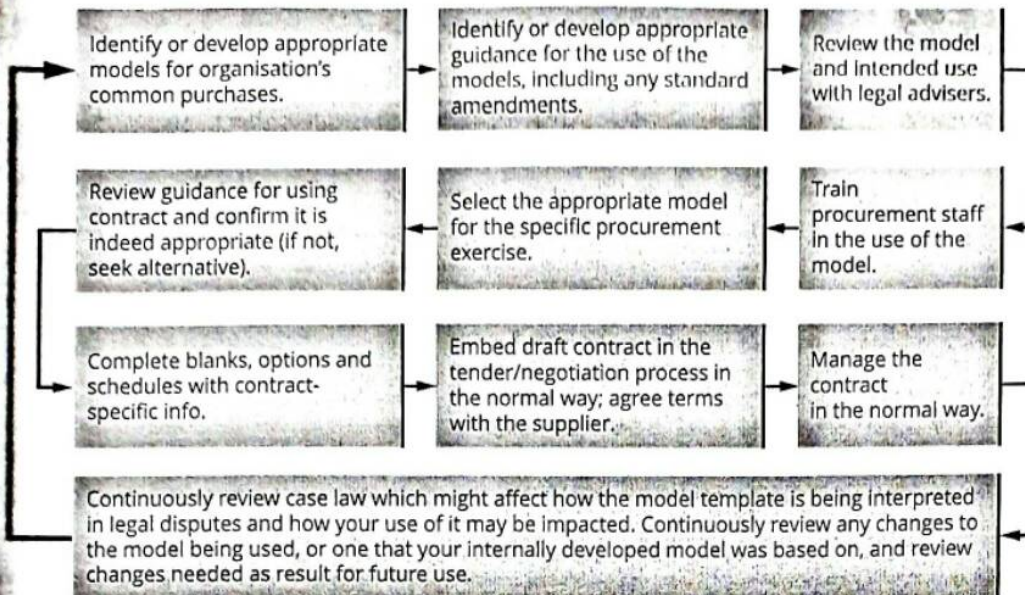 Identify or develop appropriate
models for organisation's
common purchases.
Identify or develop appropriate
guidance for the use of the
models, including any standard
amendments.
Review the model
and intended use
with legal advisers.
Train
procurement staff
in the use of the
model.
Select the appropriate model
for the specific procurement
exercise.
Review guidance for using
contract and confirm it is
indeed appropriate (if not,
seek alternative).
Complete blanks, options and
schedules with contract-
specific info.
Embed draft contract in the
tender/negotiation process in
the normal way; agree terms
with the supplier.
Manage the
contract
in the normal way.
Continuously review case law which might affect how the model template is being interpreted
in legal disputes and how your use of it may be impacted. Continuously review any changes to
the model being used, or one that your internally developed model was based on, and review
changes needed as result for future use.